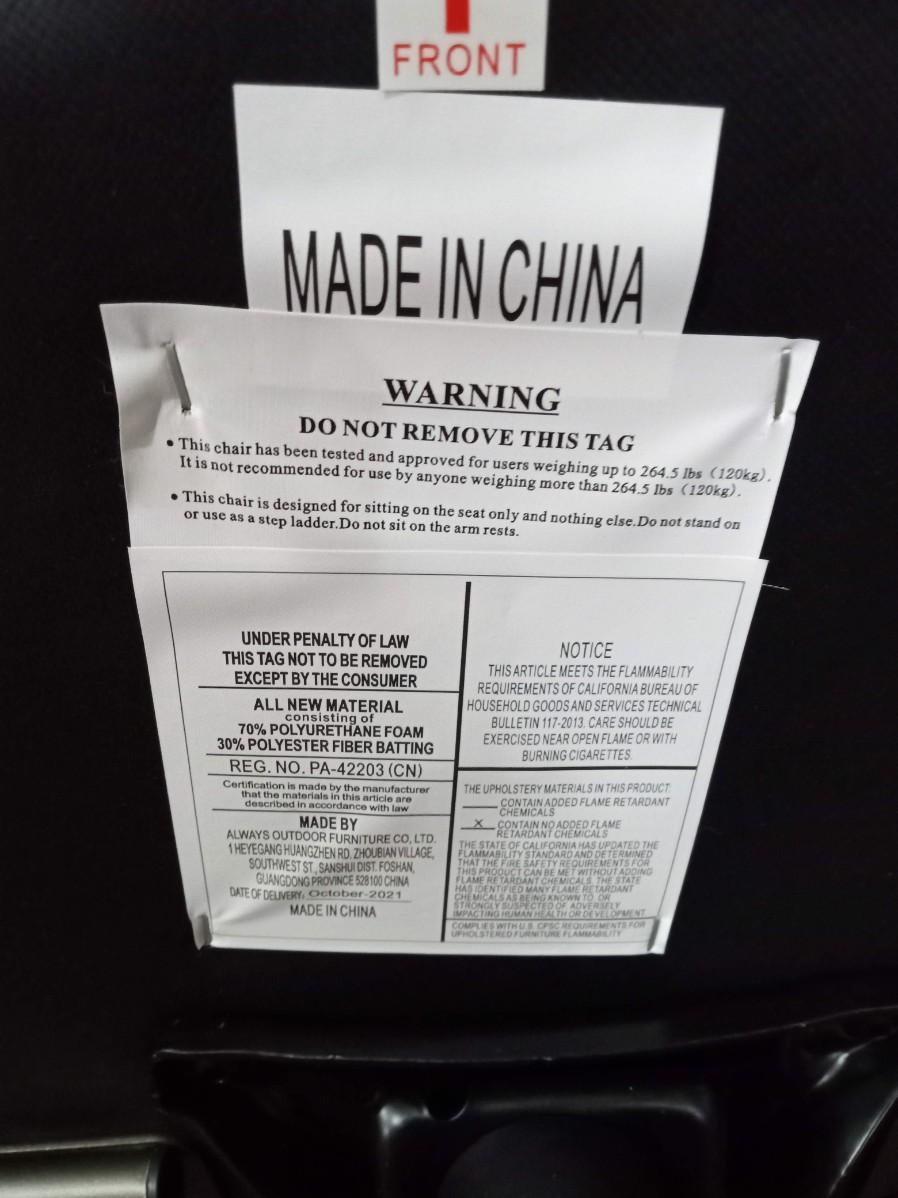 FRONT
MADE IN CHINA
WARNING
DO NOT REMOVE THIS TAG
• This chair has been tested and approved for users weighing up to 264.5 lbs (120kg).
It is not recommended for use by anyone weighing more than 264.5 lbs (120kg).
• This chair is designed for sitting on the seat only and nothing else.Do not stand on
or use as a step ladder.Do not sit on the arm rests.
UNDER PENALTY OF LAW
THIS TAG NOT TO BE REMOVED
EXCEPT BY THE CONSUMER
ALL NEW MATERIAL
consisting of
70% POLYURETHANE FOAM
30% POLYESTER FIBER BATTING
REG. NO. PA-42203 (CN)
Certification is made by the manufacturer
that the materials in this article are
described in accordance with law
MADE BY
ALWAYS OUTDOOR FURNITURE CO, LTD.
1 HEYEGANG HUANGZHEN RD, ZHOUBIAN VILLAGE,
SOUTHWEST ST., SANSHUI DIST. FOSHAN,
GUANGDONG PROVINCE 528100 CHINA
DATE OF DELIVERY: October-2021
MADE IN CHINA
NOTICE
THIS ARTICLE MEETS THE FLAMMABILITY
REQUIREMENTS OF CALIFORNIA BUREAU OF
HOUSEHOLD GOODS AND SERVICES TECHNICAL
BULLETIN 117-2013. CARE SHOULD BE
EXERCISED NEAR OPEN FLAME OR WITH
BURNING CIGARETTES.
THE UPHOLSTERY MATERIALS IN THIS PRODUCT:
CONTAIN ADDED FLAME RETARDANT
CHEMICALS
X CONTAIN NO ADDED FLAME
RETARDANT CHEMICALS
THE STATE OF CALIFORNIA HAS UPDATED THE
FLAMMABILITY STANDARD AND DETERMINED
THAT THE FIRE SAFETY REQUIREMENTS FOR
THIS PRODUCT CAN BE MET WITHOUT ADDING
FLAME RETARDANT CHEMICALS. THE STATE
HAS IDENTIFIED MANY FLAME RETARDANT
CHEMICALS AS BEING KNOWN TO, OR
STRONGLY SUSPECTED OF, ADVERSELY
IMPACTING HUMAN HEALTH OR DEVELOPMENT
COMPLIES WITH U.S. CPSC REQUIREMENTS FOR
UPHOLSTERED FURNITURE FLAMMABILITY